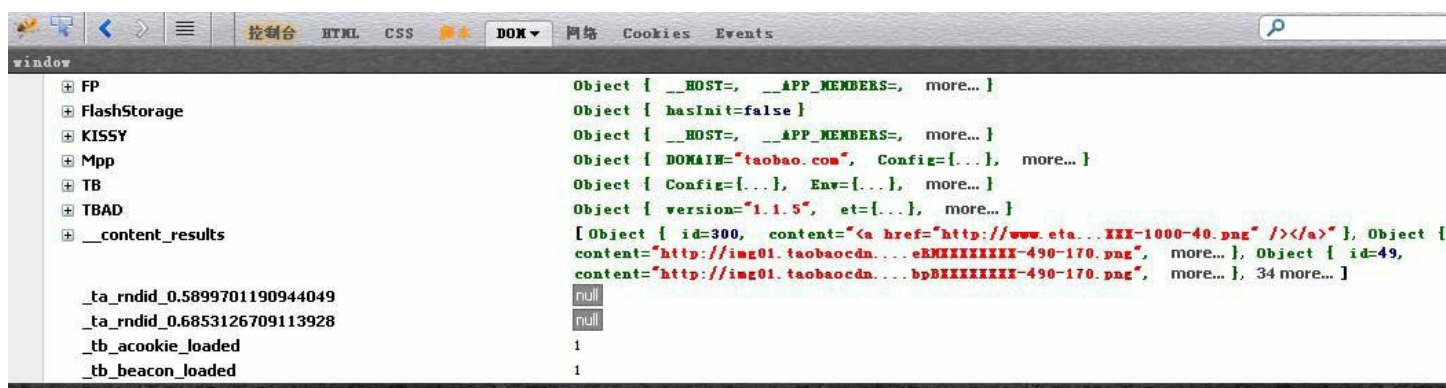 控制台 HTML CSS 脚本 DOM 网络 Cookies Events
window
FP Object { __HOST=, __APP_MEMBERS=, more... }
FlashStorage Object { hasInit=false }
KISSY Object { __HOST=, __APP_MEMBERS=, more... }
Mpp Object { DOMAIN="taobao.com", Config={...}, more... }
TB Object { Config={...}, Env={...}, more... }
TBAD Object { version="1.1.5", et={...}, more... }
__content_results [ Object { id=300, content="<a href="http://www.eta...XXX-1000-40.png" /></a>" }, Object {
content="http://img01.taobaocdn....eRMXXXXXXXX-490-170.png", more... }, Object { id=49,
content="http://img01.taobaocdn....bpBXXXXXXXX-490-170.png", more... }, 34 more... ]
_ta_rndid_0.5899701190944049 null
_ta_rndid_0.6853126709113928 null
_tb_acookie_loaded 1
_tb_beacon_loaded 1